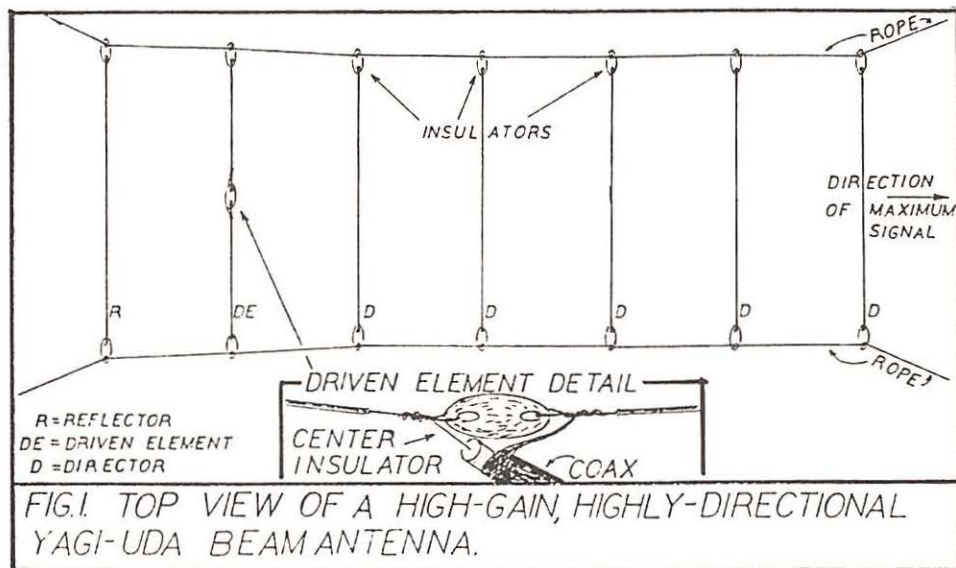 ROPE
INSULATORS
DIRECTION
OF MAXIMUM
SIGNAL
R DE D D D D D
ROPE
DRIVEN ELEMENT DETAIL
R=REFLECTOR
DE=DRIVEN ELEMENT
D=DIRECTOR
CENTER
INSULATOR
COAX
FIG.1. TOP VIEW OF A HIGH-GAIN, HIGHLY-DIRECTIONAL
YAGI-UDA BEAM ANTENNA.